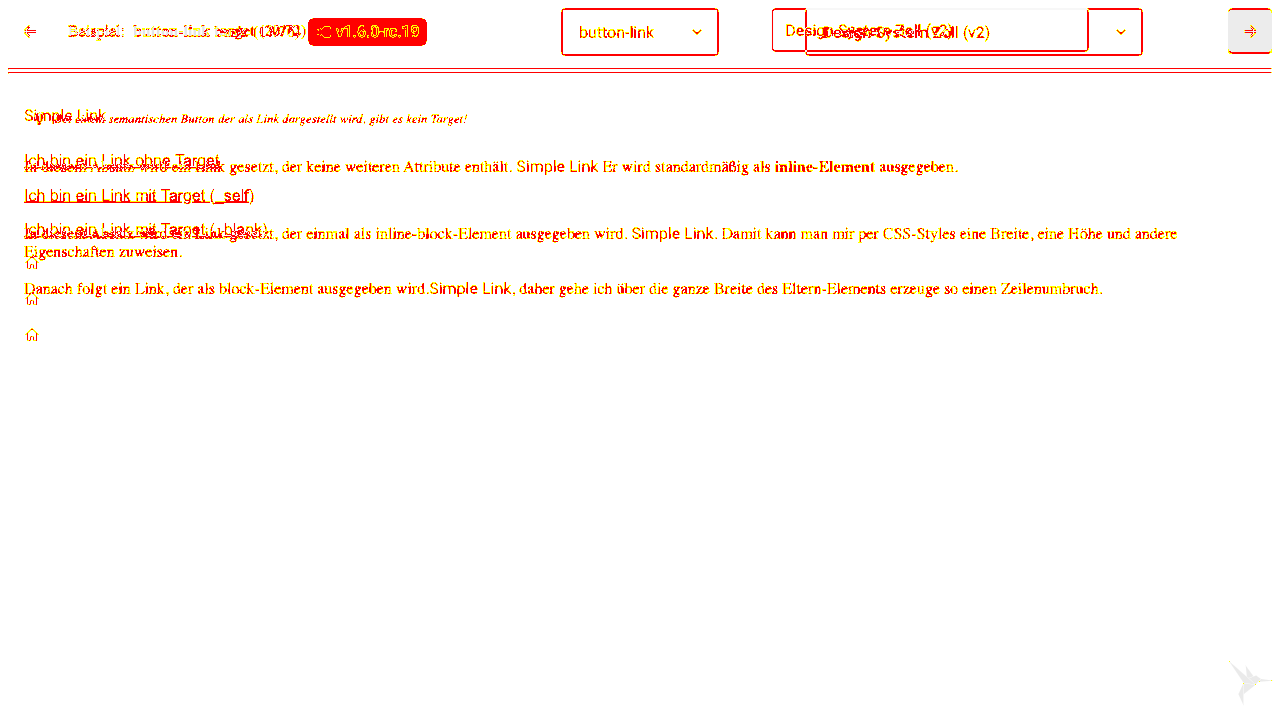 Beispiel: button-link v1.6.0-rc.19 button-link Design System Zoll (v2)
Simple Link
Bei einem semantischen Button der als Link dargestellt wird, gibt es kein Target!
Ich bin ein Link ohne Target
wird ein Link gesetzt, der keine weiteren Attribute enthält. Simple Link Er wird standardmäßig als inline-Element ausgegeben.
Ich bin ein Link mit Target (_self)
Ich bin ein Link mit Target (_blank)
In diesem Absatz wird ein Link gesetzt, der einmal als inline-block-Element ausgegeben wird. Simple Link. Damit kann man mir per CSS-Styles eine Breite, eine Höhe und andere
Eigenschaften zuweisen.
Danach folgt ein Link, der als block-Element ausgegeben wird.Simple Link, daher gehe ich über die ganze Breite des Eltern-Elements erzeuge so einen Zeilenumbruch.